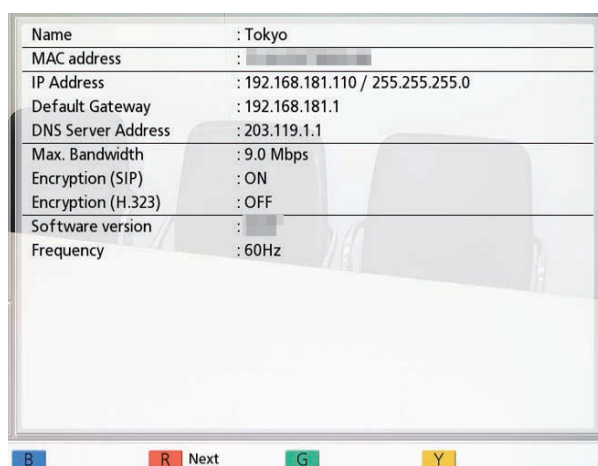 Name : Tokyo
MAC address :
IP Address : 192.168.181.110 / 255.255.255.0
Default Gateway : 192.168.181.1
DNS Server Address : 203.119.1.1
Max. Bandwidth : 9.0 Mbps
Encryption (SIP) : ON
Encryption (H.323) : OFF
Software version :
Frequency : 60Hz
B R Next G Y